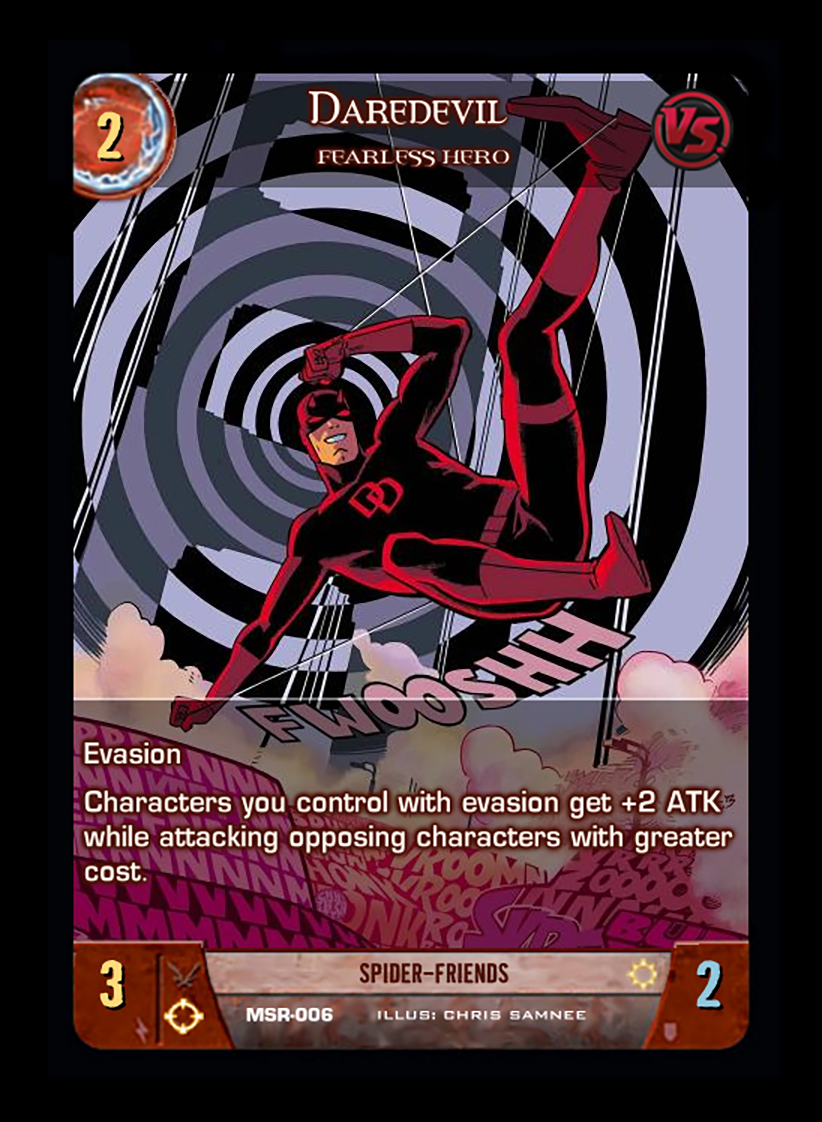 2
DAREDEVIL
FEARLESS HERO
VS.
DD
FWOOSHH
Evasion
Characters you control with evasion get +2 ATK
while attacking opposing characters with greater
cost.
3
SPIDER-FRIENDS
2
MSR-006 ILLUS: CHRIS SAMNEE